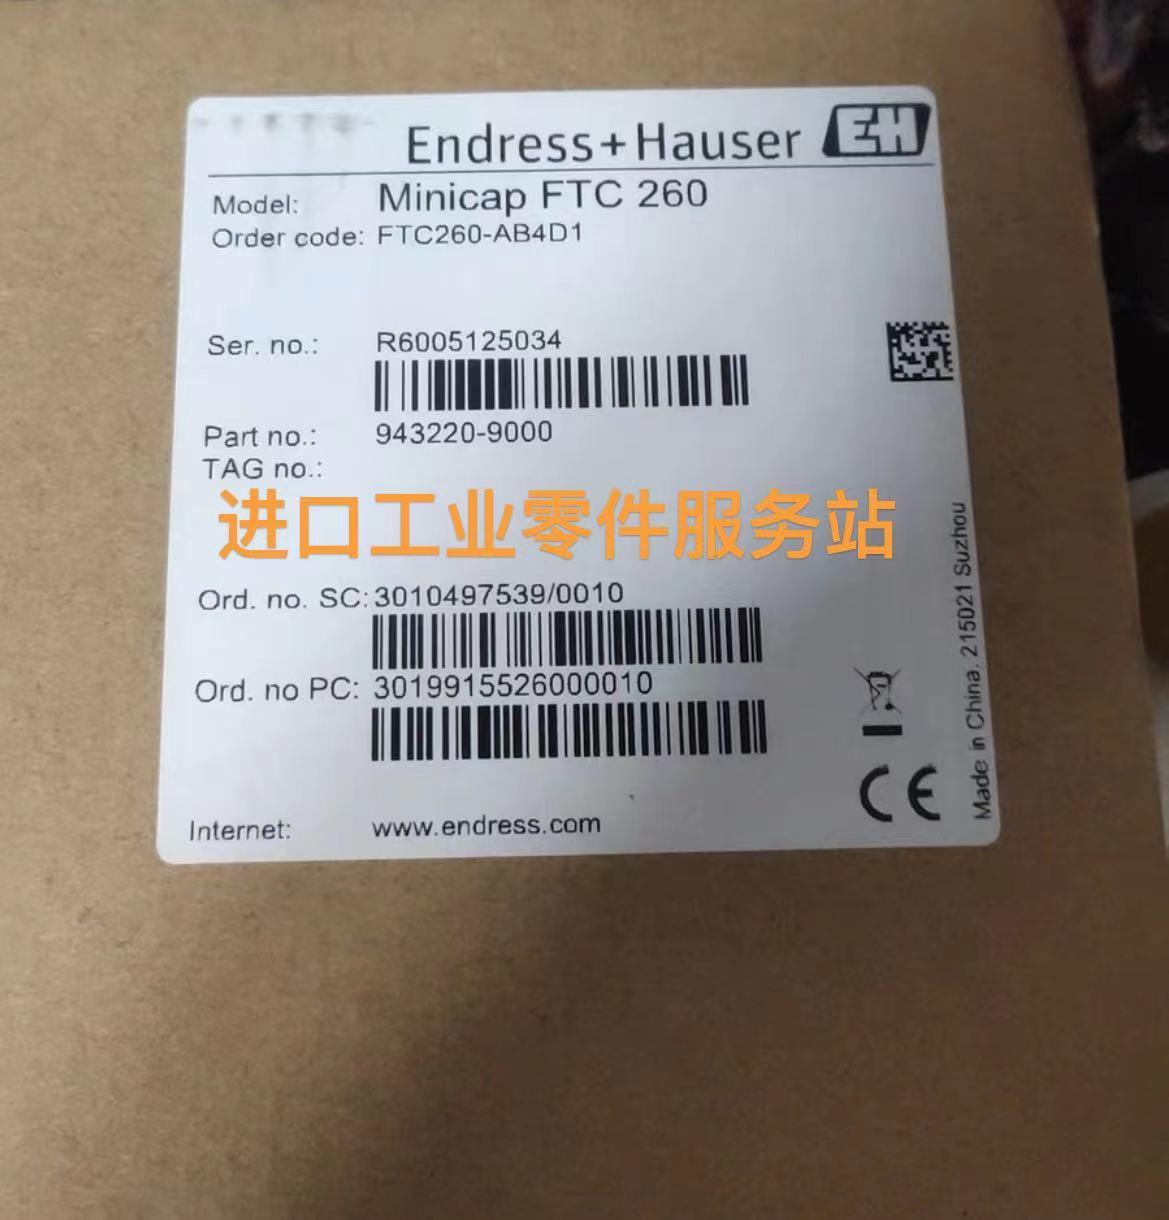 Endress+Hauser EH
Model: Minicap FTC 260
Order code: FTC260-AB4D1
Ser. no.: R6005125034
Part no.: 943220-9000
TAG no.:
进口工业零件服务站
Ord. no. SC: 3010497539/0010
Ord. no PC: 3019915526000010
Internet: www.endress.com
CE
Made in China, 215021 Suzhou